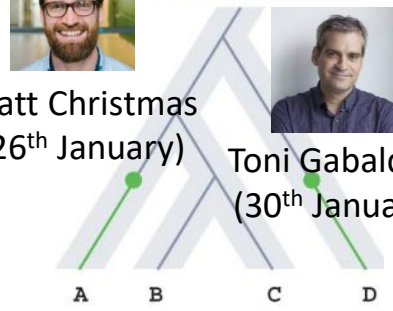 att Christmas
26th January)
Toni Gabald
(30th Janua
A B C D